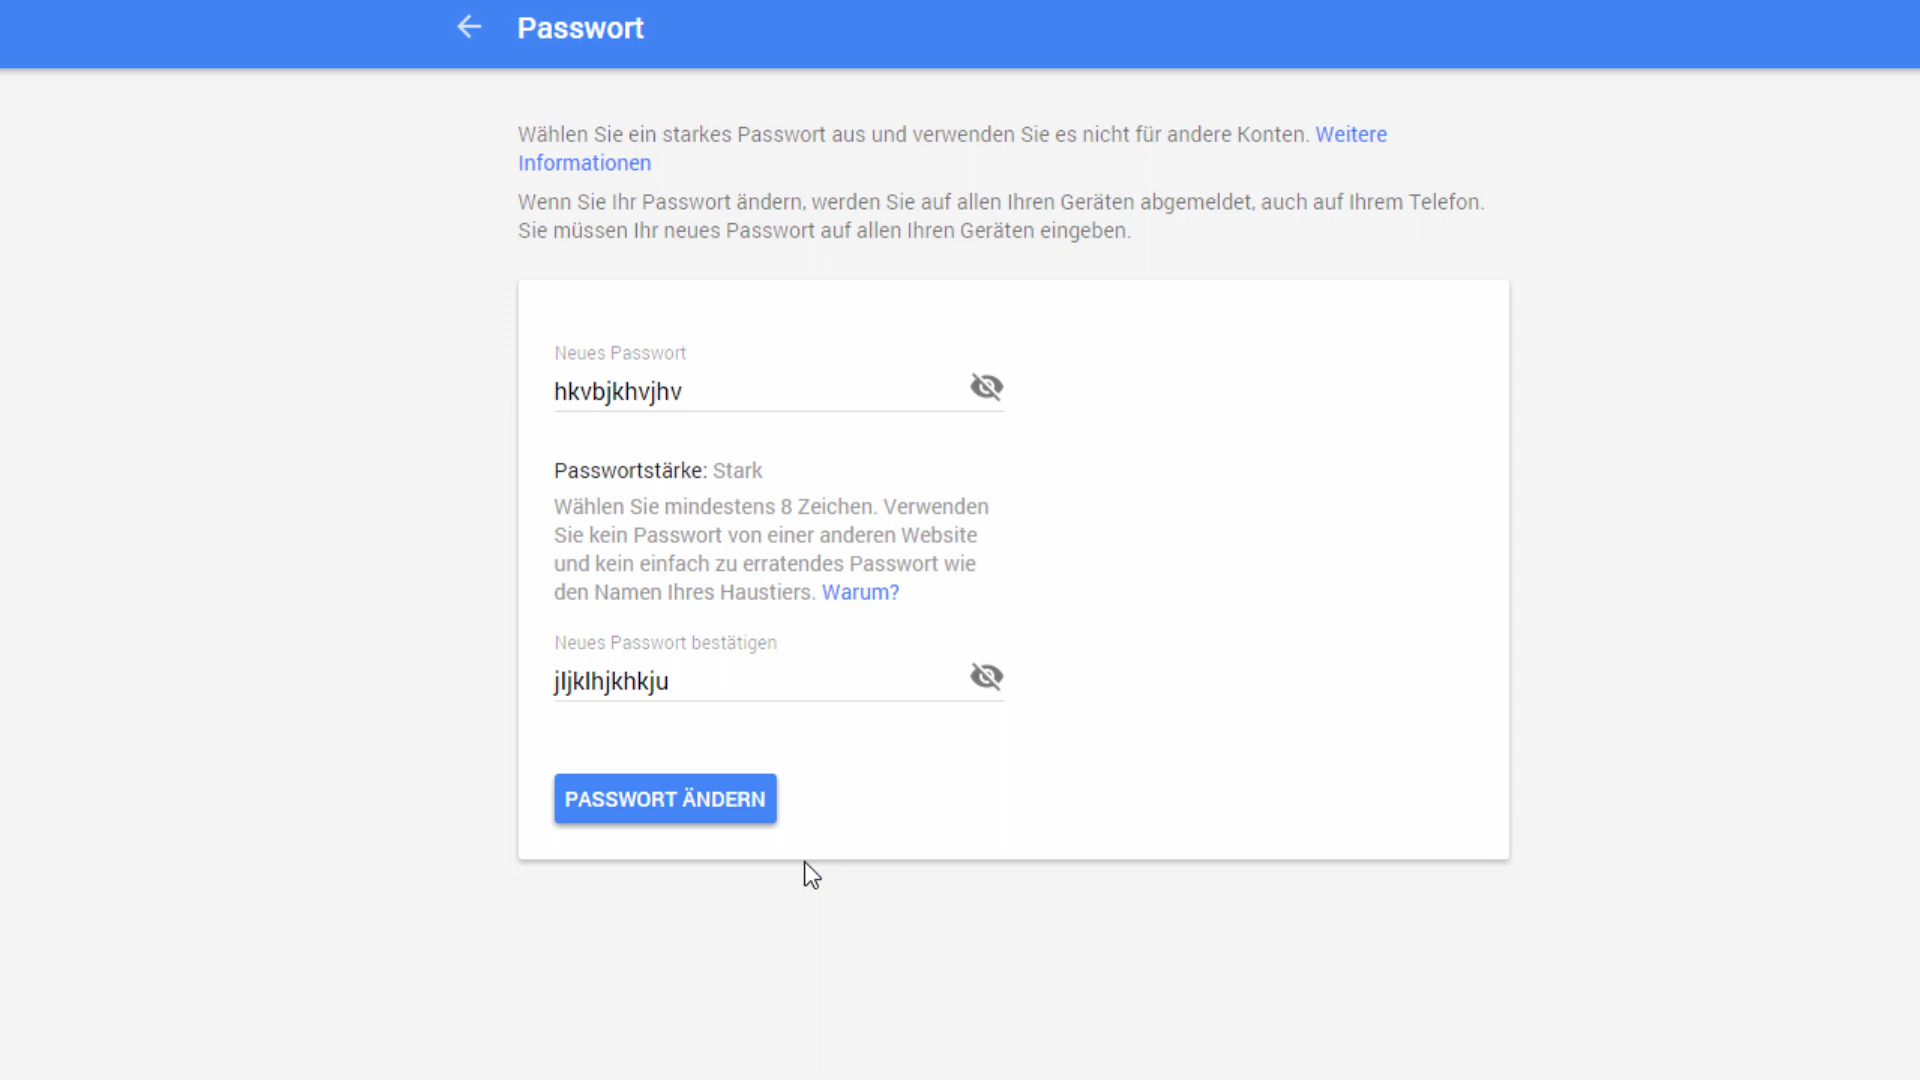 Passwort
Wählen Sie ein starkes Passwort aus und verwenden Sie es nicht für andere Konten. Weitere
Informationen
Wenn Sie Ihr Passwort ändern, werden Sie auf allen Ihren Geräten abgemeldet, auch auf Ihrem Telefon.
Sie müssen Ihr neues Passwort auf allen Ihren Geräten eingeben.
Neues Passwort
hkvbjkhvjhv
Passwortstärke: Stark
Wählen Sie mindestens 8 Zeichen. Verwenden
Sie kein Passwort von einer anderen Website
und kein einfach zu erratendes Passwort wie
den Namen Ihres Haustiers. Warum?
Neues Passwort bestätigen
jljklhjkhkju
PASSWORT ÄNDERN